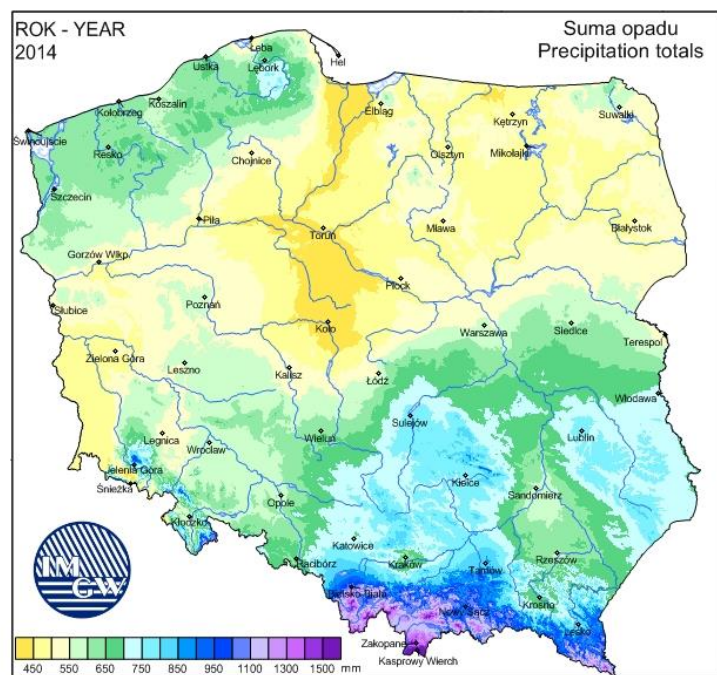 ROK - YEAR
2014
Suma opadu
Precipitation totals
Łeba
Hel
Ustka
Lębork
Kołobrzeg
Koszalin
Elbląg
Kętrzyn
Suwałki
Świnoujście
Resko
Chojnice
Olsztyn
Mikołajki
Szczecin
Piła
Toruń
Mława
Białystok
Gorzów Wlkp.
Płock
Słubice
Poznań
Koło
Warszawa
Siedlce
Terespol
Zielona Góra
Leszno
Kalisz
Łódź
Włodawa
Legnica
Wrocław
Wieluń
Sulejów
Lublin
Jelenia Góra
Śnieżka
Opole
Kielce
Sandomierz
Kłodzko
Katowice
Racibórz
Kraków
Tarnów
Rzeszów
Bielsko-Biała
Nowy Sącz
Krosno
Lesko
Zakopane
Kasprowy Wierch
IM
GW
450 550 650 750 850 950 1100 1300 1500 mm